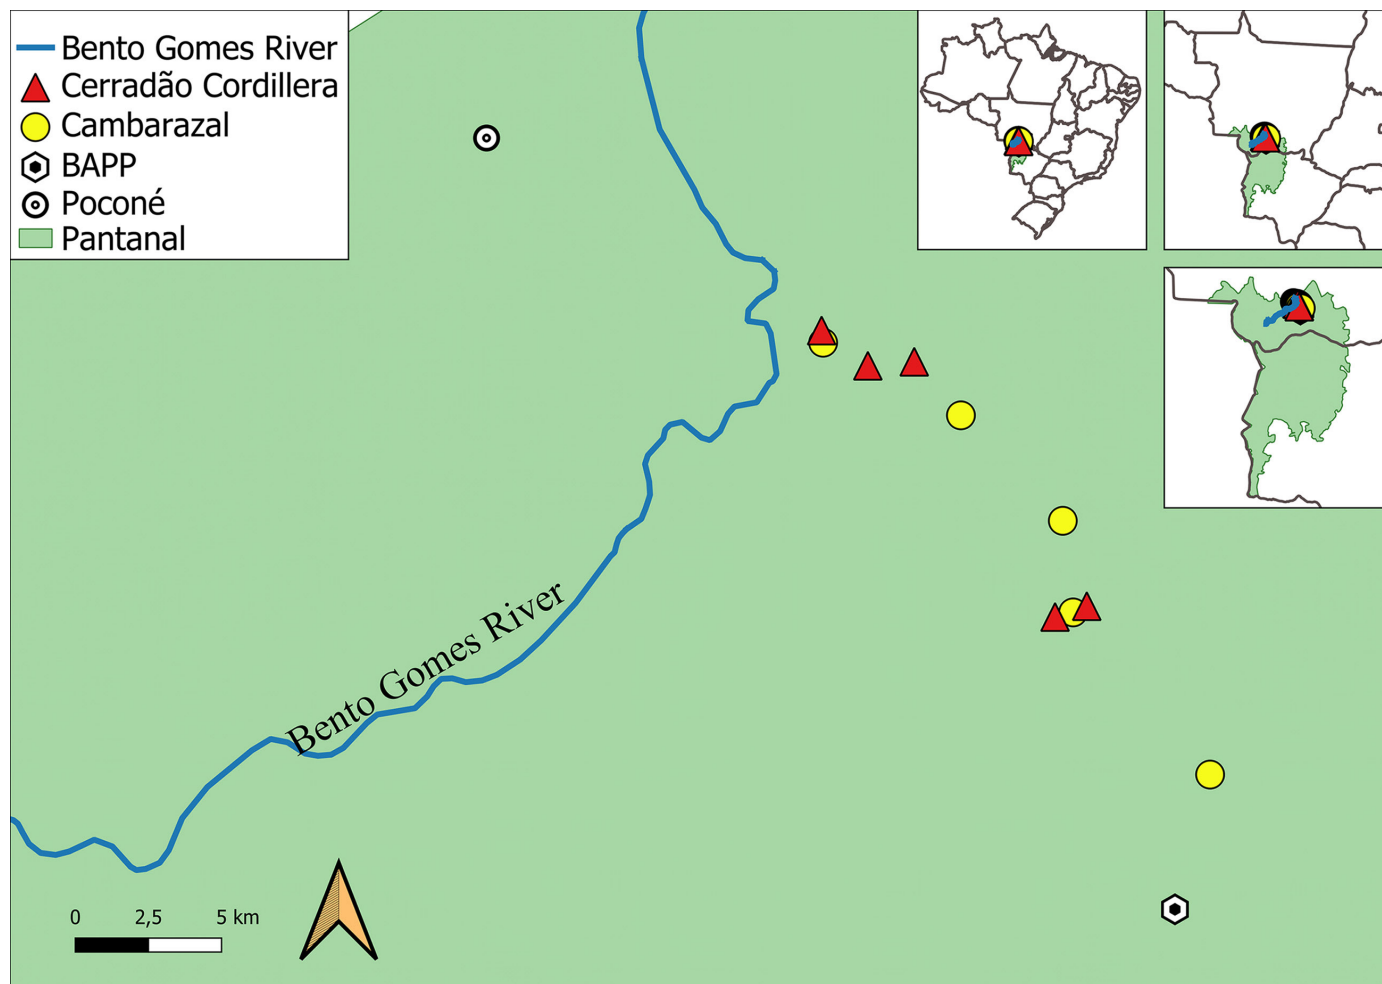 Bento Gomes River
Cerradão Cordillera
Cambarazal
BAPP
Poconé
Pantanal
Bento Gomes River
0 2,5 5 km